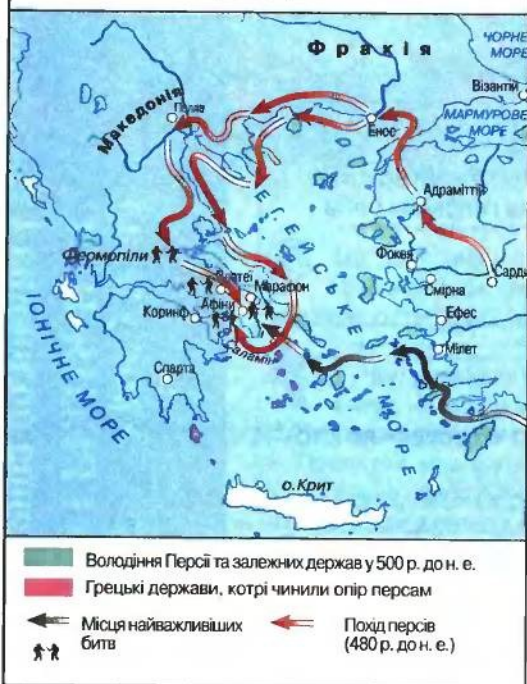 Фракія
ЧОРНЕ
МОРЕ
Македонія
Пелла
Енос
Візантій
МАРМУРОВЕ
МОРЕ
Адраміттій
ЕГЕЙСЬКЕ
МОРЕ
Фермопіли
Платеї
Марафон
Афіни
Коринф
Саламін
Спарта
ІОНІЧНЕ МОРЕ
Фокея
Смірна
Сарди
Ефес
Мілет
о.Крит
Володіння Персії та залежних держав у 500 р. до н. е.
Грецькі держави, котрі чинили опір персам
Місця найважливіших
битв
Похід персів
(480 р. до н. е.)